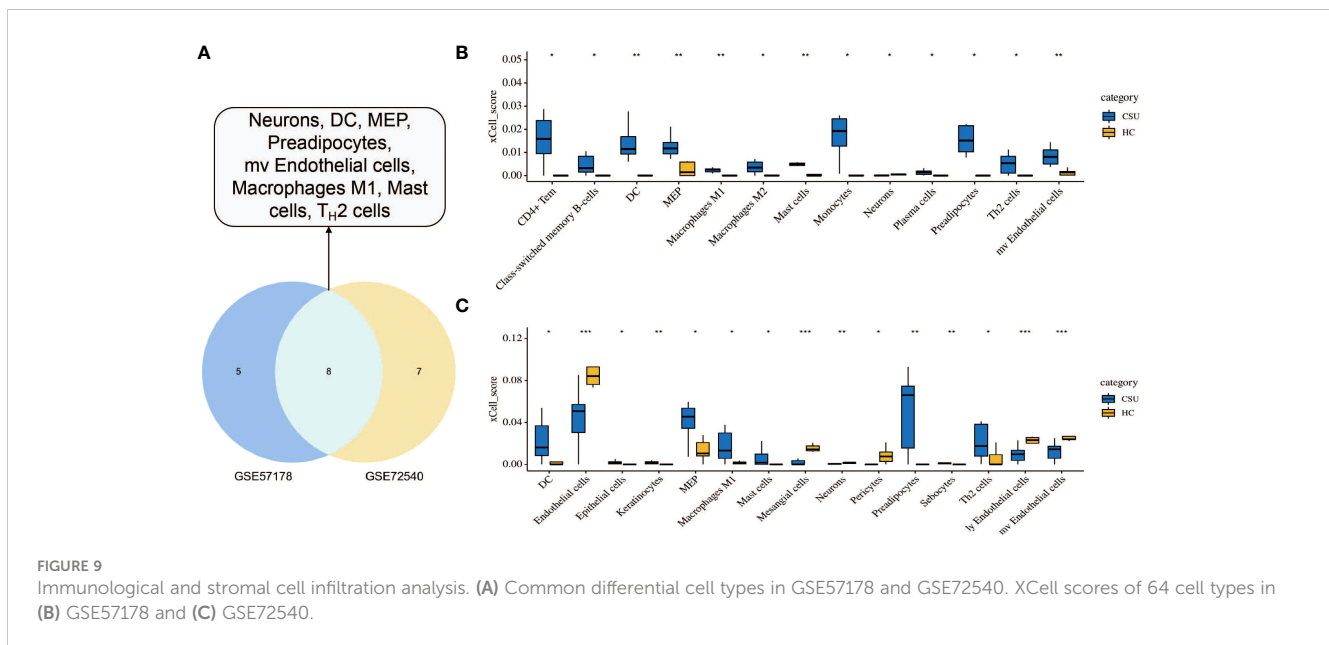 A
Neurons, DC, MEP,
Preadipocytes,
mv Endothelial cells,
Macrophages M1, Mast
cells, TH2 cells
5
8
7
GSE57178
GSE72540
B
* * ** ** ** * ** * * * * * **
0.05
0.04
0.03
0.02
0.01
0.00
xCell_score
category
CSU
HC
CD4+ Tem
Class-switched memory B-cells
DC
MEP
Macrophages M1
Macrophages M2
Mast cells
Monocytes
Neurons
Plasma cells
Preadipocytes
Th2 cells
mv Endothelial cells
C
* *** * ** * * * *** ** * ** ** * *** ***
0.12
0.08
0.04
0.00
xCell_score
category
CSU
HC
DC
Endothelial cells
Epithelial cells
Keratinocytes
MEP
Macrophages M1
Mast cells
Mesangial cells
Neurons
Pericytes
Preadipocytes
Sebocytes
Th2 cells
ly Endothelial cells
mv Endothelial cells
FIGURE 9
Immunological and stromal cell infiltration analysis. (A) Common differential cell types in GSE57178 and GSE72540. XCell scores of 64 cell types in
(B) GSE57178 and (C) GSE72540.